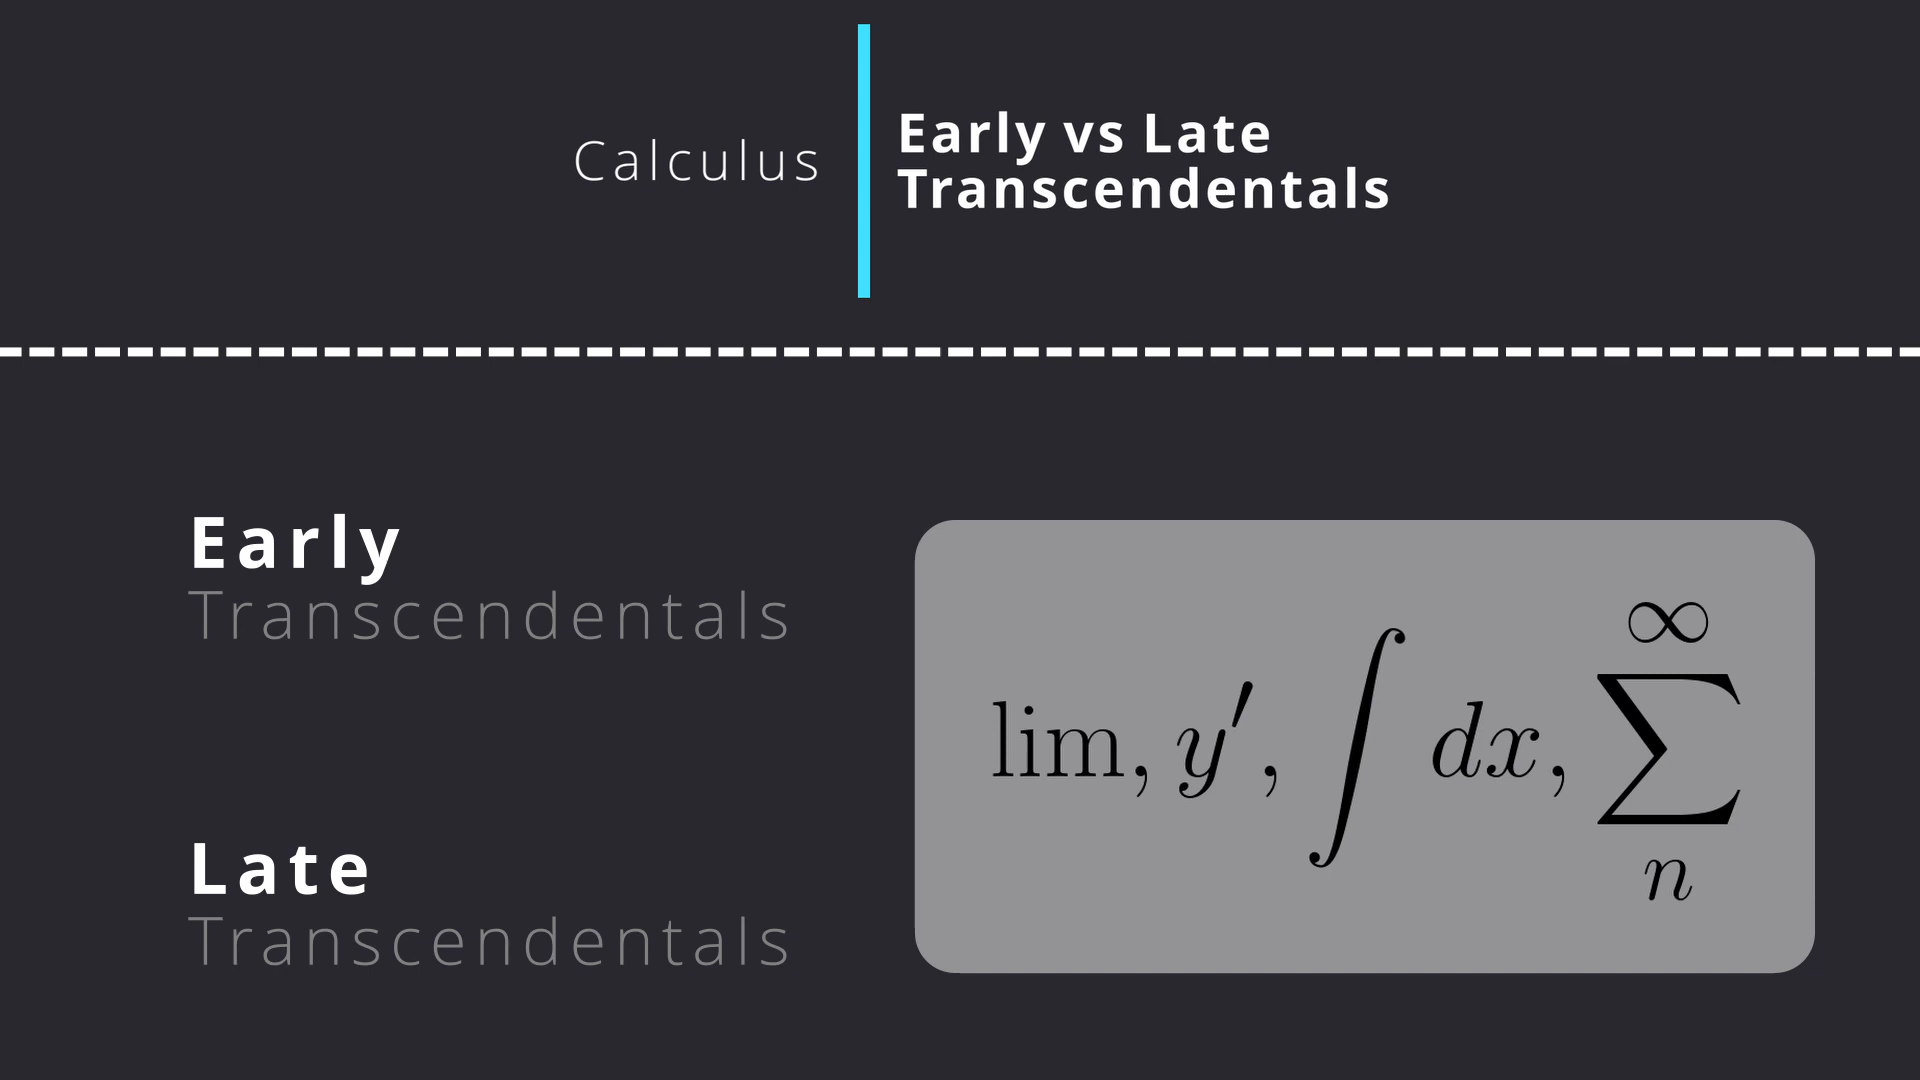 Calculus
Early vs Late
Transcendentals
Early
Transcendentals
Late
Transcendentals
lim, y′, ∫ dx, ∑
∞
n